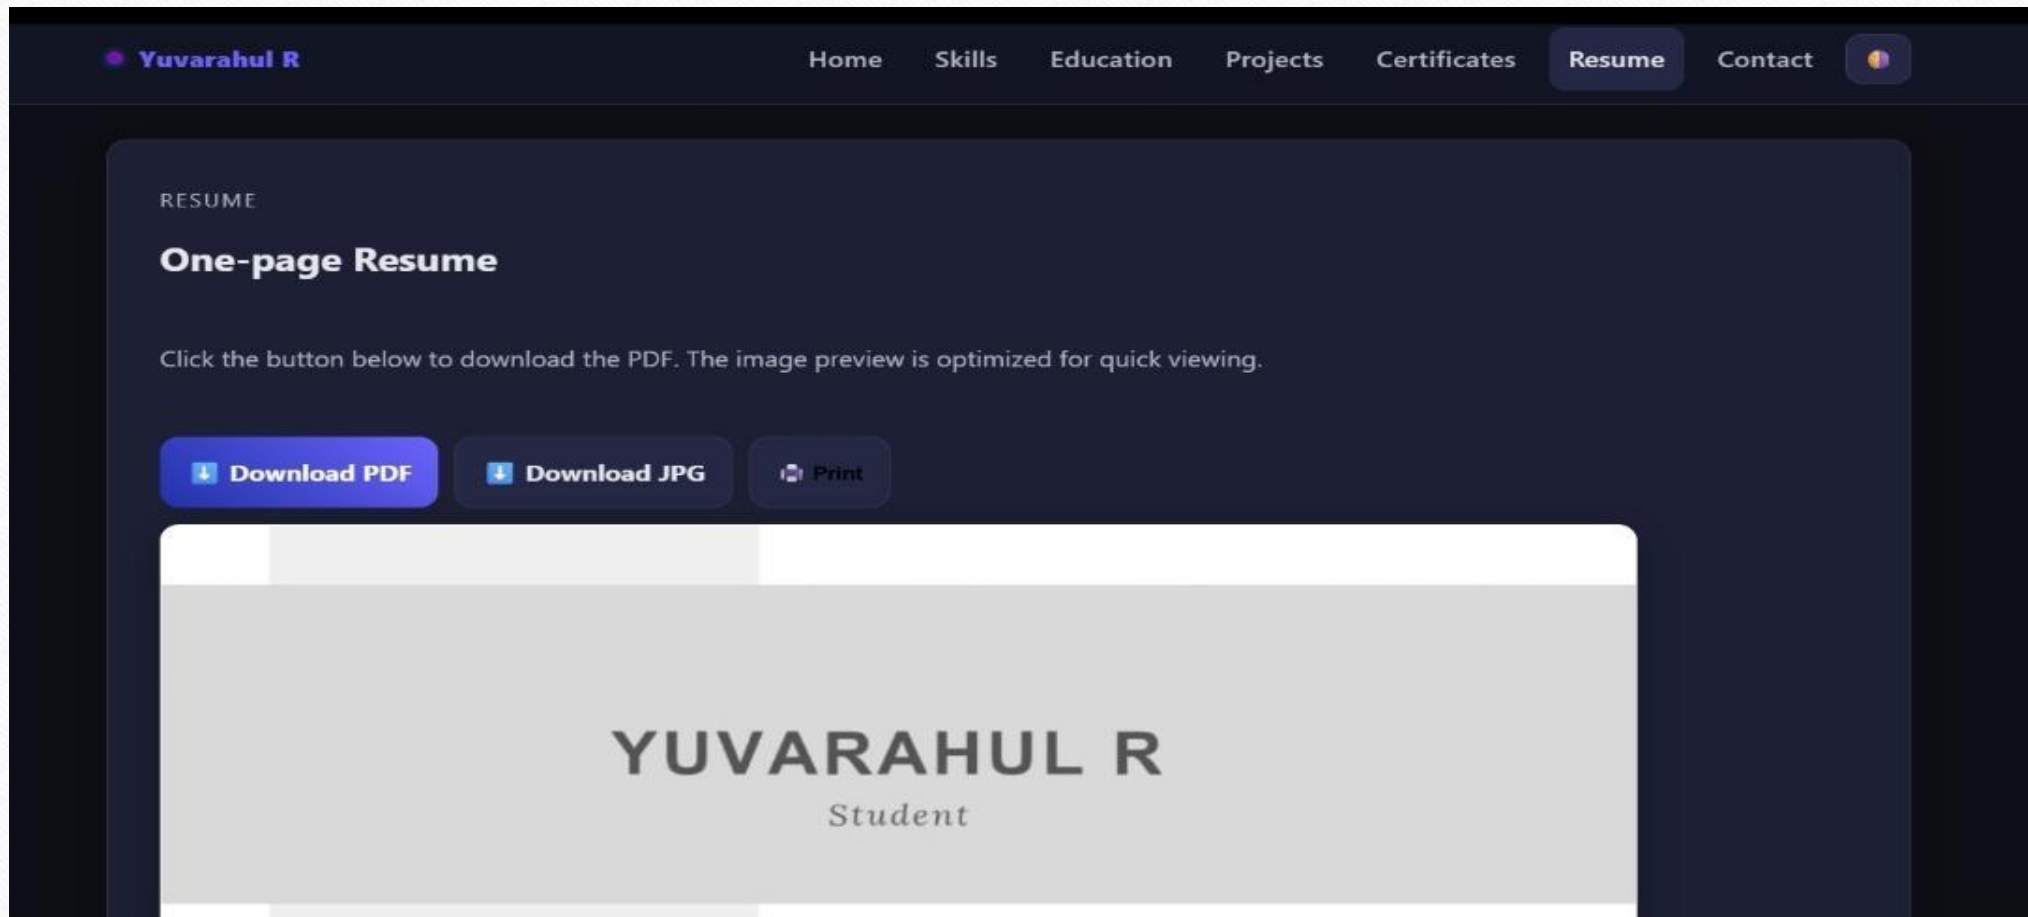 Yuvarahul R Home Skills Education Projects Certificates Resume Contact
RESUME
One-page Resume
Click the button below to download the PDF. The image preview is optimized for quick viewing.
Download PDF Download JPG Print
YUVARAHUL R
Student